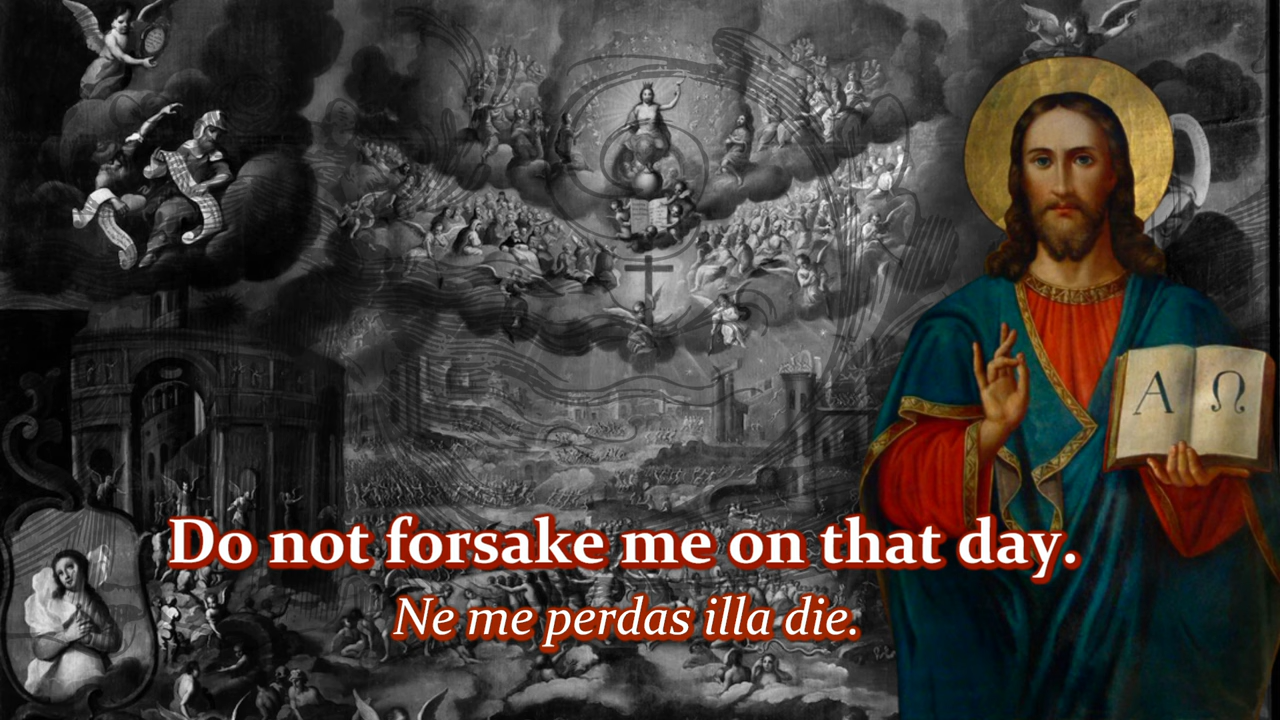 Α Ω
Do not forsake me on that day.
Ne me perdas illa die.